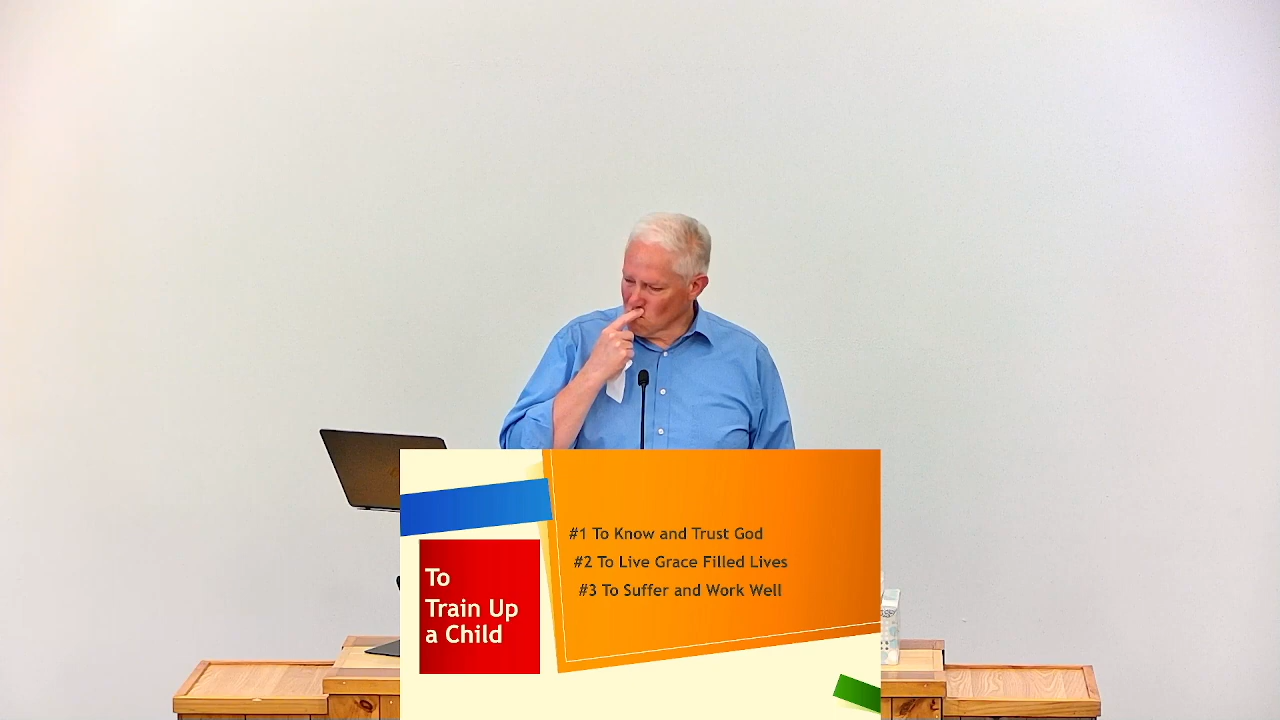 To
Train Up
a Child
#1 To Know and Trust God
#2 To Live Grace Filled Lives
#3 To Suffer and Work Well